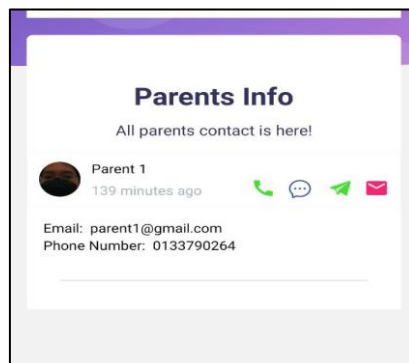 Parents Info
All parents contact is here!
Parent 1
139 minutes ago
Email: parent1@gmail.com
Phone Number: 0133790264